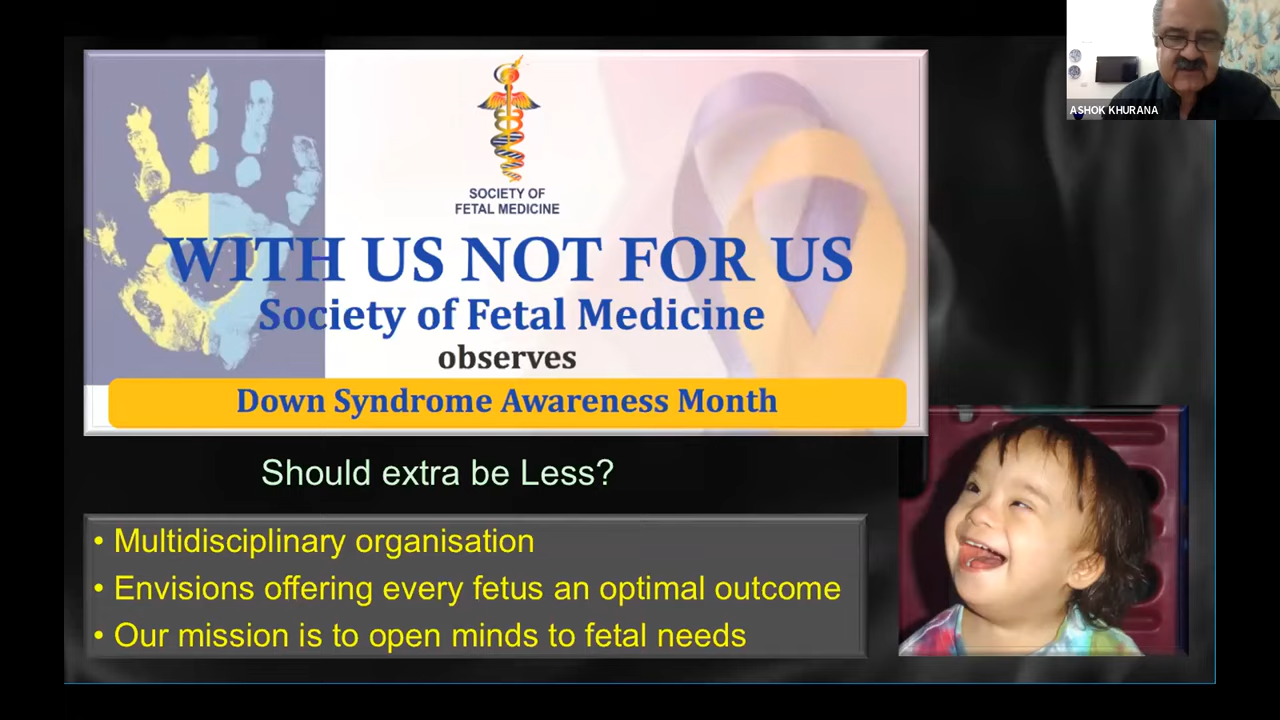 ASHOK KHURANA
SOCIETY OF
FETAL MEDICINE
WITH US NOT FOR US
Society of Fetal Medicine
observes
Down Syndrome Awareness Month
Should extra be Less?
• Multidisciplinary organisation
• Envisions offering every fetus an optimal outcome
• Our mission is to open minds to fetal needs